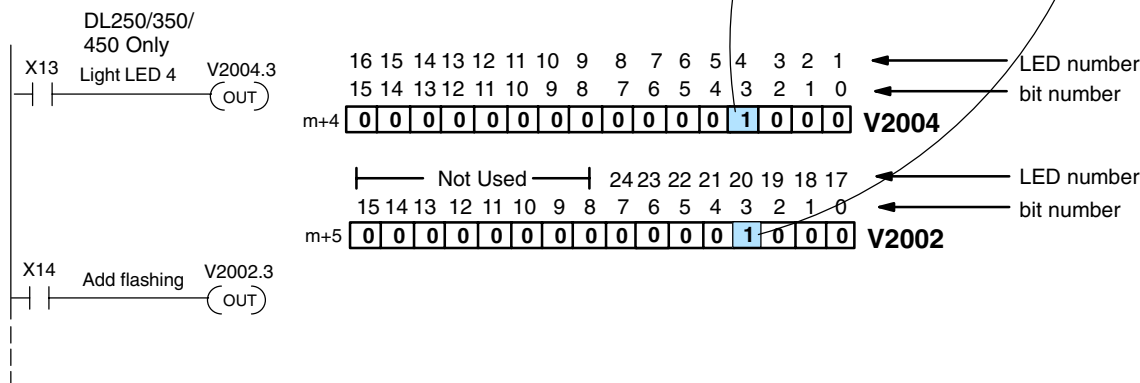 DL250/350/
450 Only
X13
Light LED 4
V2004.3
OUT
16 15 14 13 12 11 10 9 8 7 6 5 4 3 2 1
LED number
15 14 13 12 11 10 9 8 7 6 5 4 3 2 1 0
bit number
m+4 0 0 0 0 0 0 0 0 0 0 0 0 1 0 0 0 V2004
Not Used 24 23 22 21 20 19 18 17
LED number
15 14 13 12 11 10 9 8 7 6 5 4 3 2 1 0
bit number
m+5 0 0 0 0 0 0 0 0 0 0 0 0 1 0 0 0 V2002
X14
Add flashing
V2002.3
OUT